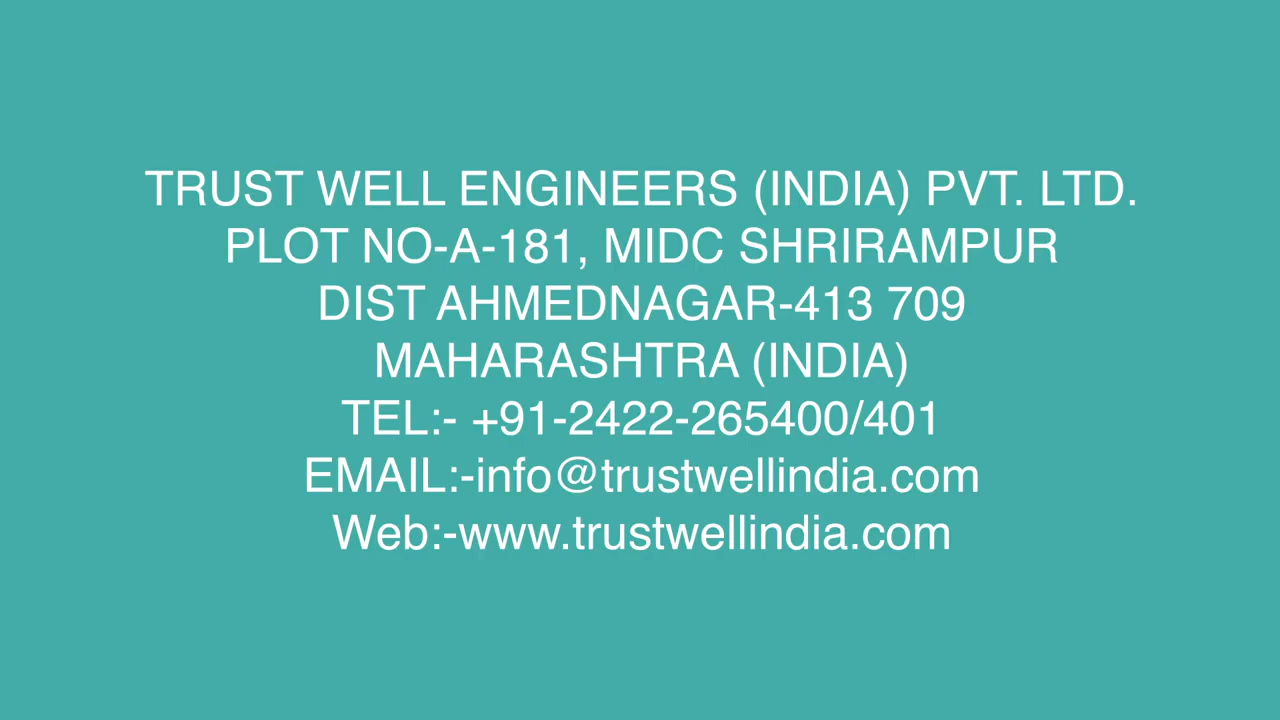 TRUST WELL ENGINEERS (INDIA) PVT. LTD.
PLOT NO-A-181, MIDC SHRIRAMPUR
DIST AHMEDNAGAR-413 709
MAHARASHTRA (INDIA)
TEL:- +91-2422-265400/401
EMAIL:-info@trustwellindia.com
Web:-www.trustwellindia.com